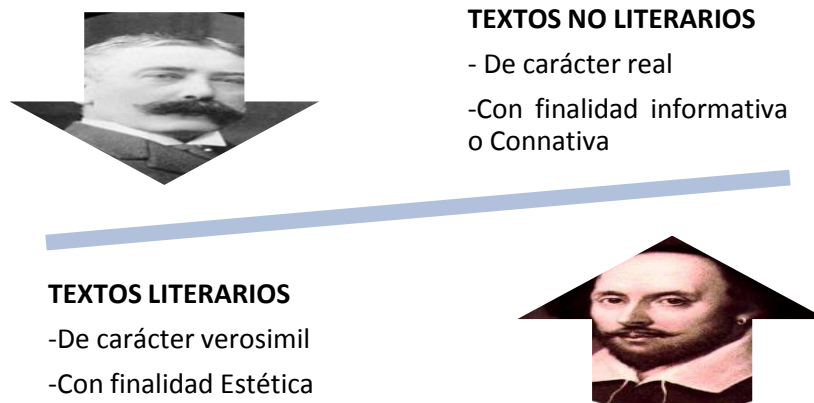 TEXTOS NO LITERARIOS
- De carácter real
-Con finalidad informativa
o Connativa
TEXTOS LITERARIOS
-De carácter verosimil
-Con finalidad Estética